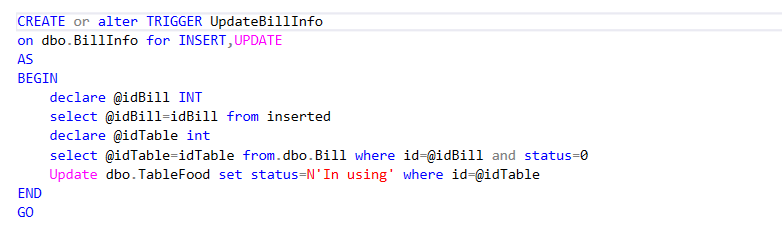 CREATE or alter TRIGGER UpdateBillInfo
on dbo.BillInfo for INSERT,UPDATE
AS
BEGIN
    declare @idBill INT
    select @idBill=idBill from inserted
    declare @idTable int
    select @idTable=idTable from.dbo.Bill where id=@idBill and status=0
    Update dbo.TableFood set status=N'In using' where id=@idTable
END
GO